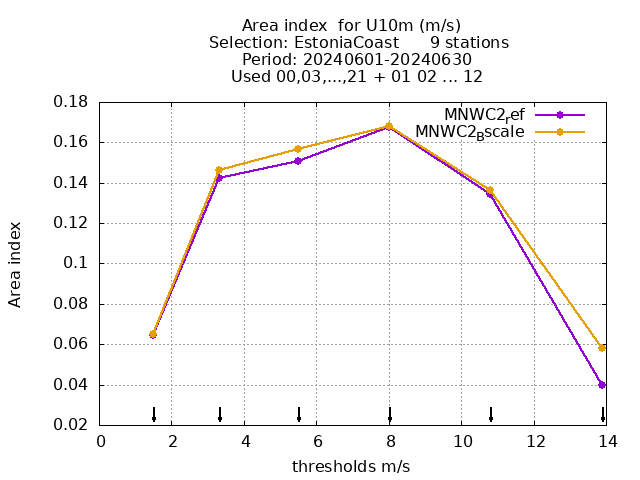 Area index  for U10m (m/s)
Selection: EstoniaCoast      9 stations
Period: 20240601-20240630
Used 00,03,...,21 + 01 02 ... 12
MNWC2ref
MNWC2Bscale
0.18
0.16
0.14
0.12
0.1
0.08
0.06
0.04
0.02
Area index
0 2 4 6 8 10 12 14
thresholds m/s